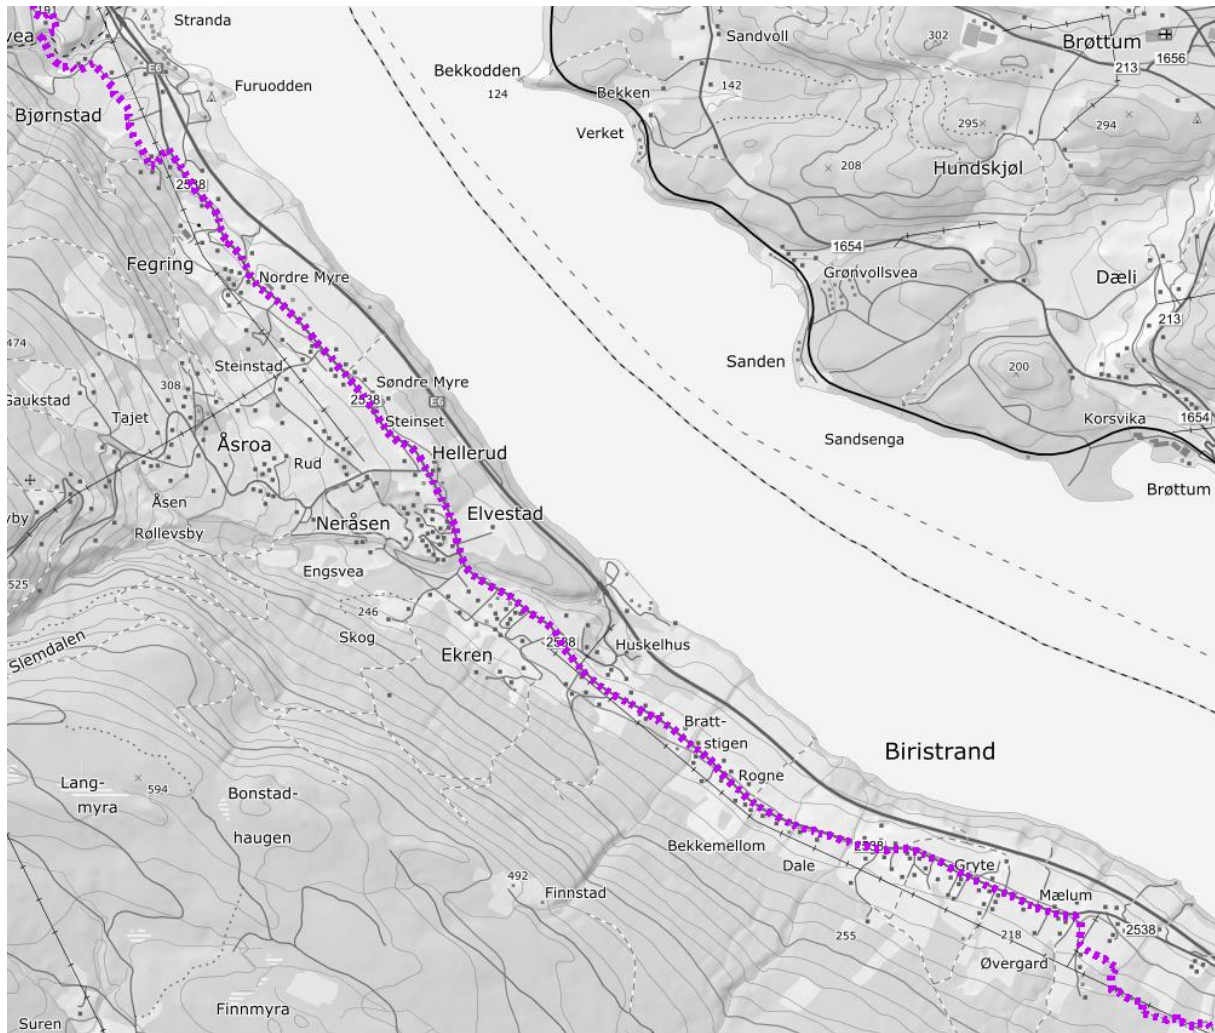 181
Stranda
vea
E6
Furuodden
Bjørnstad
2538
Fegring
Nordre Myre
474
Steinstad
308
Gaukstad
Tajet
Søndre Myre
2538
E6
Steinset
Åsroa
Rud
Hellerud
Åsen
vby
Røllevsby
Neråsen
Elvestad
Engsvea
525
246
Skog
Slemdalen
2538
Huskelhus
Ekren
Bratt-
stigen
Rogne
Biristrand
Lang-
myra
594
Bonstad-
haugen
Bekkemellom
Dale
2538
Gryte
492
Finnstad
Mælum
255
218
2538
Øvergard
Finnmyra
Suren
Sandvoll
302
Brøttum
1656
213
Bekkodden
124
Bekken
142
Verket
295
294
208
Hundskjøl
1654
Grønvollsvea
Dæli
213
Sanden
200
Korsvika
1654
Sandsenga
Brøttum